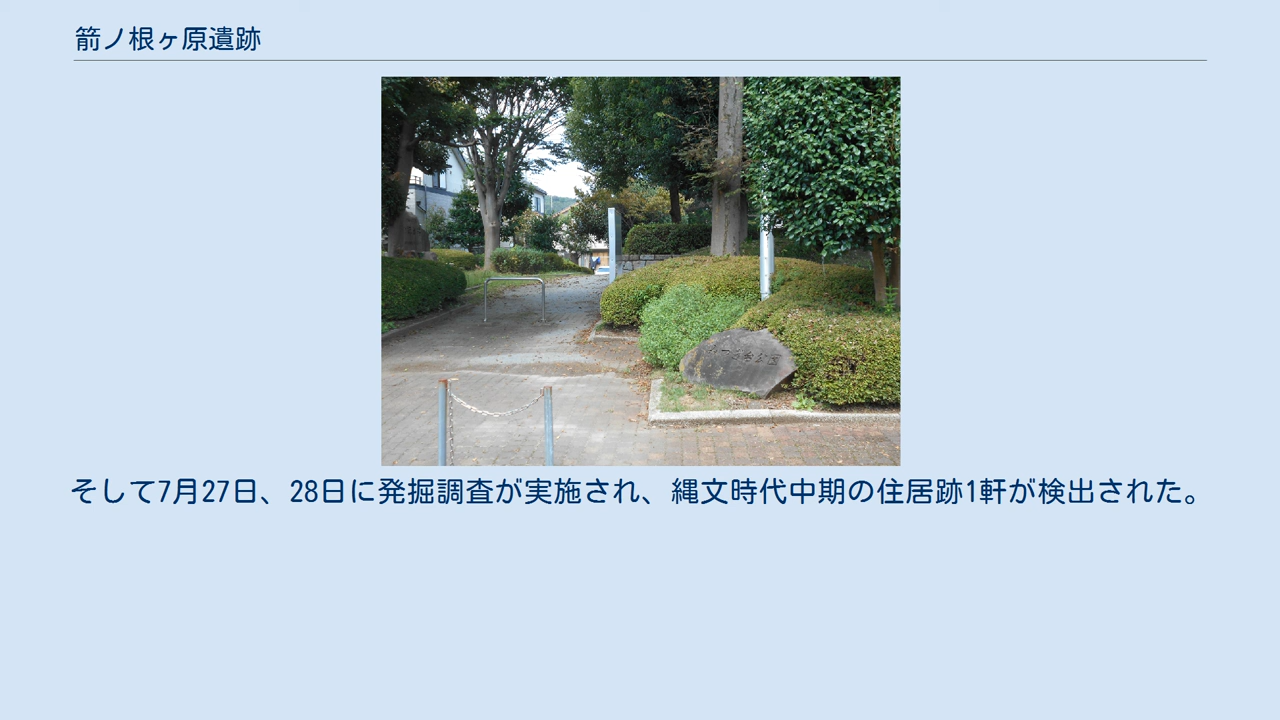 箭ノ根ヶ原遺跡
そして7月27日、28日に発掘調査が実施され、縄文時代中期の住居跡1軒が検出された。